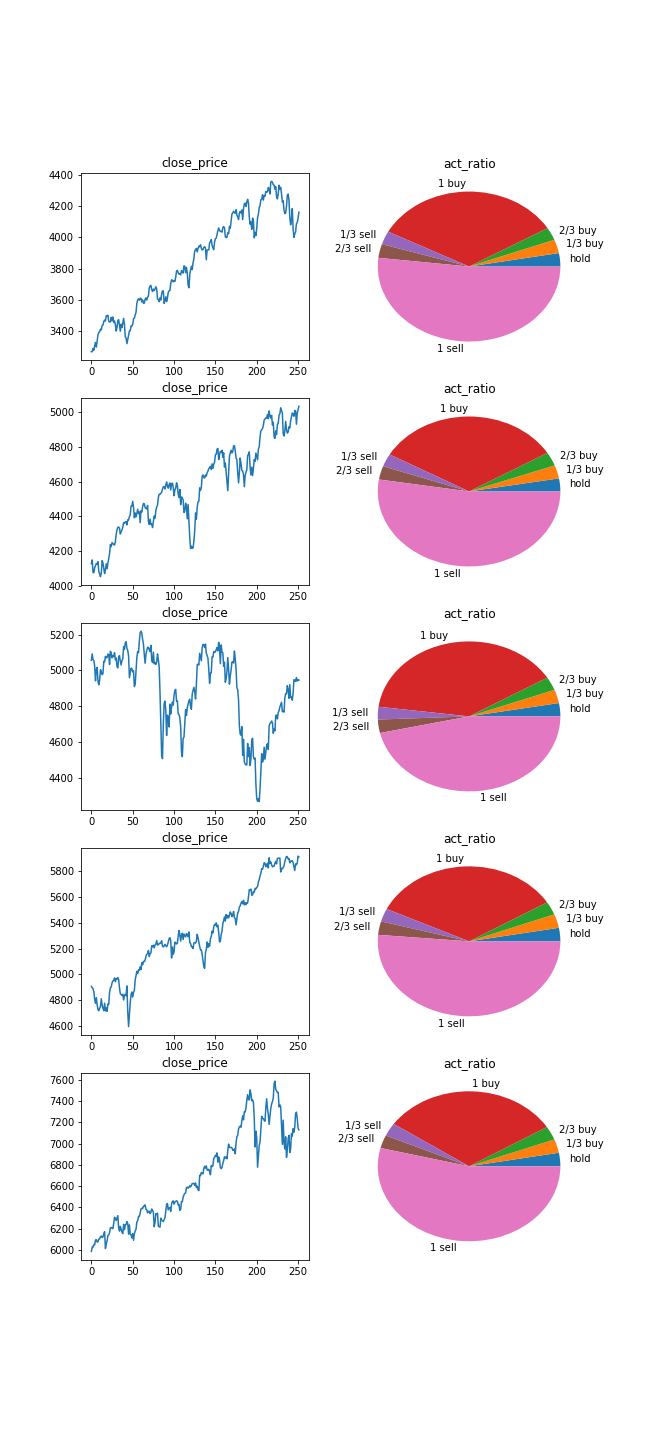 close_price
4400
4200
4000
3800
3600
3400
0 50 100 150 200 250
act_ratio
1 buy
2/3 buy
1/3 sell
1/3 buy
2/3 sell
hold
1 sell
close_price
5000
4800
4600
4400
4200
4000
0 50 100 150 200 250
act_ratio
1 buy
2/3 buy
1/3 sell
1/3 buy
2/3 sell
hold
1 sell
close_price
5200
5000
4800
4600
4400
0 50 100 150 200 250
act_ratio
1 buy
2/3 buy
1/3 buy
hold
1/3 sell
2/3 sell
1 sell
close_price
5800
5600
5400
5200
5000
4800
4600
0 50 100 150 200 250
act_ratio
1 buy
2/3 buy
1/3 sell
1/3 buy
2/3 sell
hold
1 sell
close_price
7600
7400
7200
7000
6800
6600
6400
6200
6000
0 50 100 150 200 250
act_ratio
1 buy
1/3 sell
2/3 buy
2/3 sell
1/3 buy
hold
1 sell